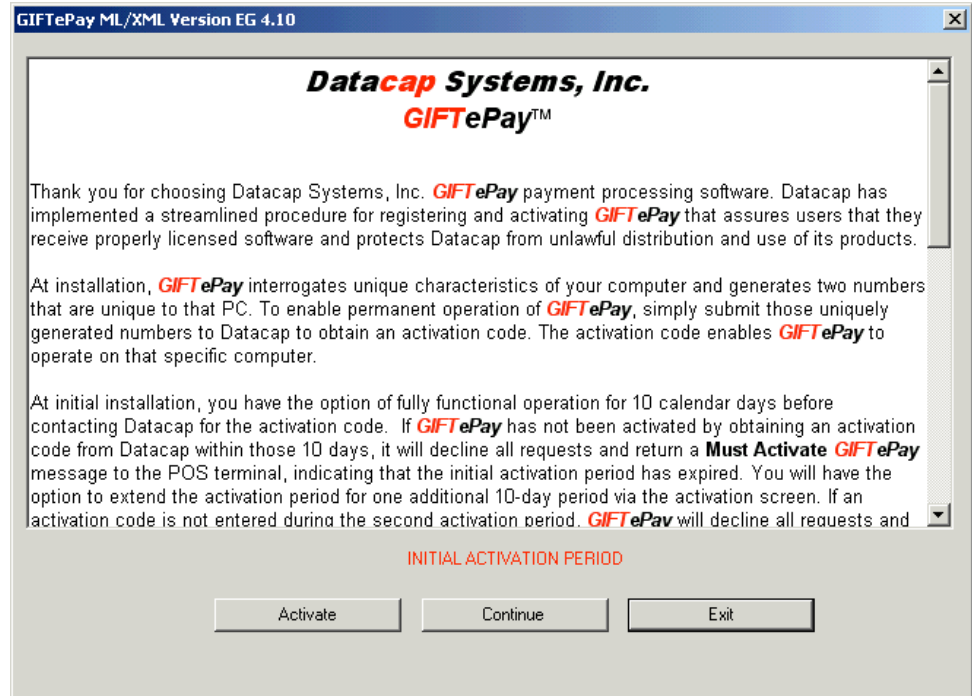 GIFTePay ML/XML Version EG 4.10
Datacap Systems, Inc.
GIFTePay™
Thank you for choosing Datacap Systems, Inc. GIFTePay payment processing software. Datacap has
implemented a streamlined procedure for registering and activating GIFTePay that assures users that they
receive properly licensed software and protects Datacap from unlawful distribution and use of its products.
At installation, GIFTePay interrogates unique characteristics of your computer and generates two numbers
that are unique to that PC. To enable permanent operation of GIFTePay, simply submit those uniquely
generated numbers to Datacap to obtain an activation code. The activation code enables GIFTePay to
operate on that specific computer.
At initial installation, you have the option of fully functional operation for 10 calendar days before
contacting Datacap for the activation code. If GIFTePay has not been activated by obtaining an activation
code from Datacap within those 10 days, it will decline all requests and return a Must Activate GIFTePay
message to the POS terminal, indicating that the initial activation period has expired. You will have the
option to extend the activation period for one additional 10-day period via the activation screen. If an
activation code is not entered during the second activation period, GIFTePay will decline all requests and
INITIAL ACTIVATION PERIOD
Activate
Continue
Exit